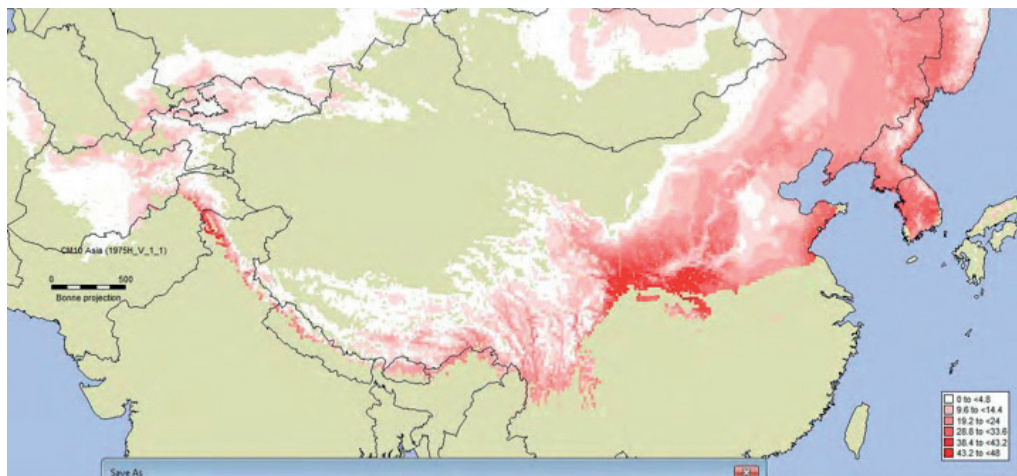 CM10 Asia (1975H_V_1_1)
0 500
Bonne projection
0 to <4.8
9.6 to <14.4
19.2 to <24
28.8 to <33.6
38.4 to <43.2
43.2 to <48
Save As